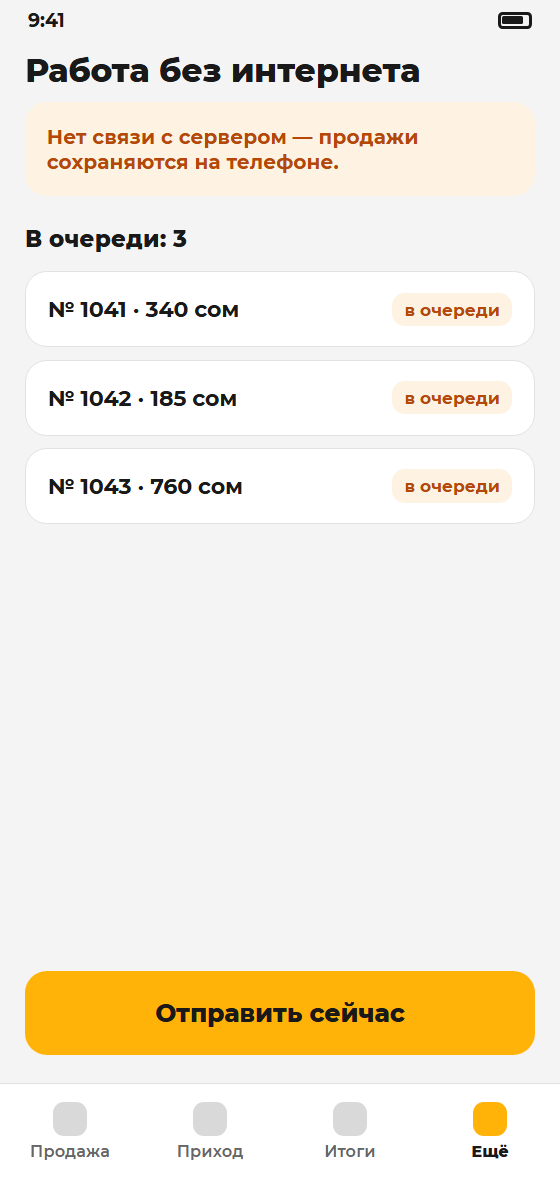 9:41
Работа без интернета
Нет связи с сервером — продажи
сохраняются на телефоне.
В очереди: 3
№ 1041 · 340 сом
в очереди
№ 1042 · 185 сом
в очереди
№ 1043 · 760 сом
в очереди
Отправить сейчас
Продажа
Приход
Итоги
Ещё